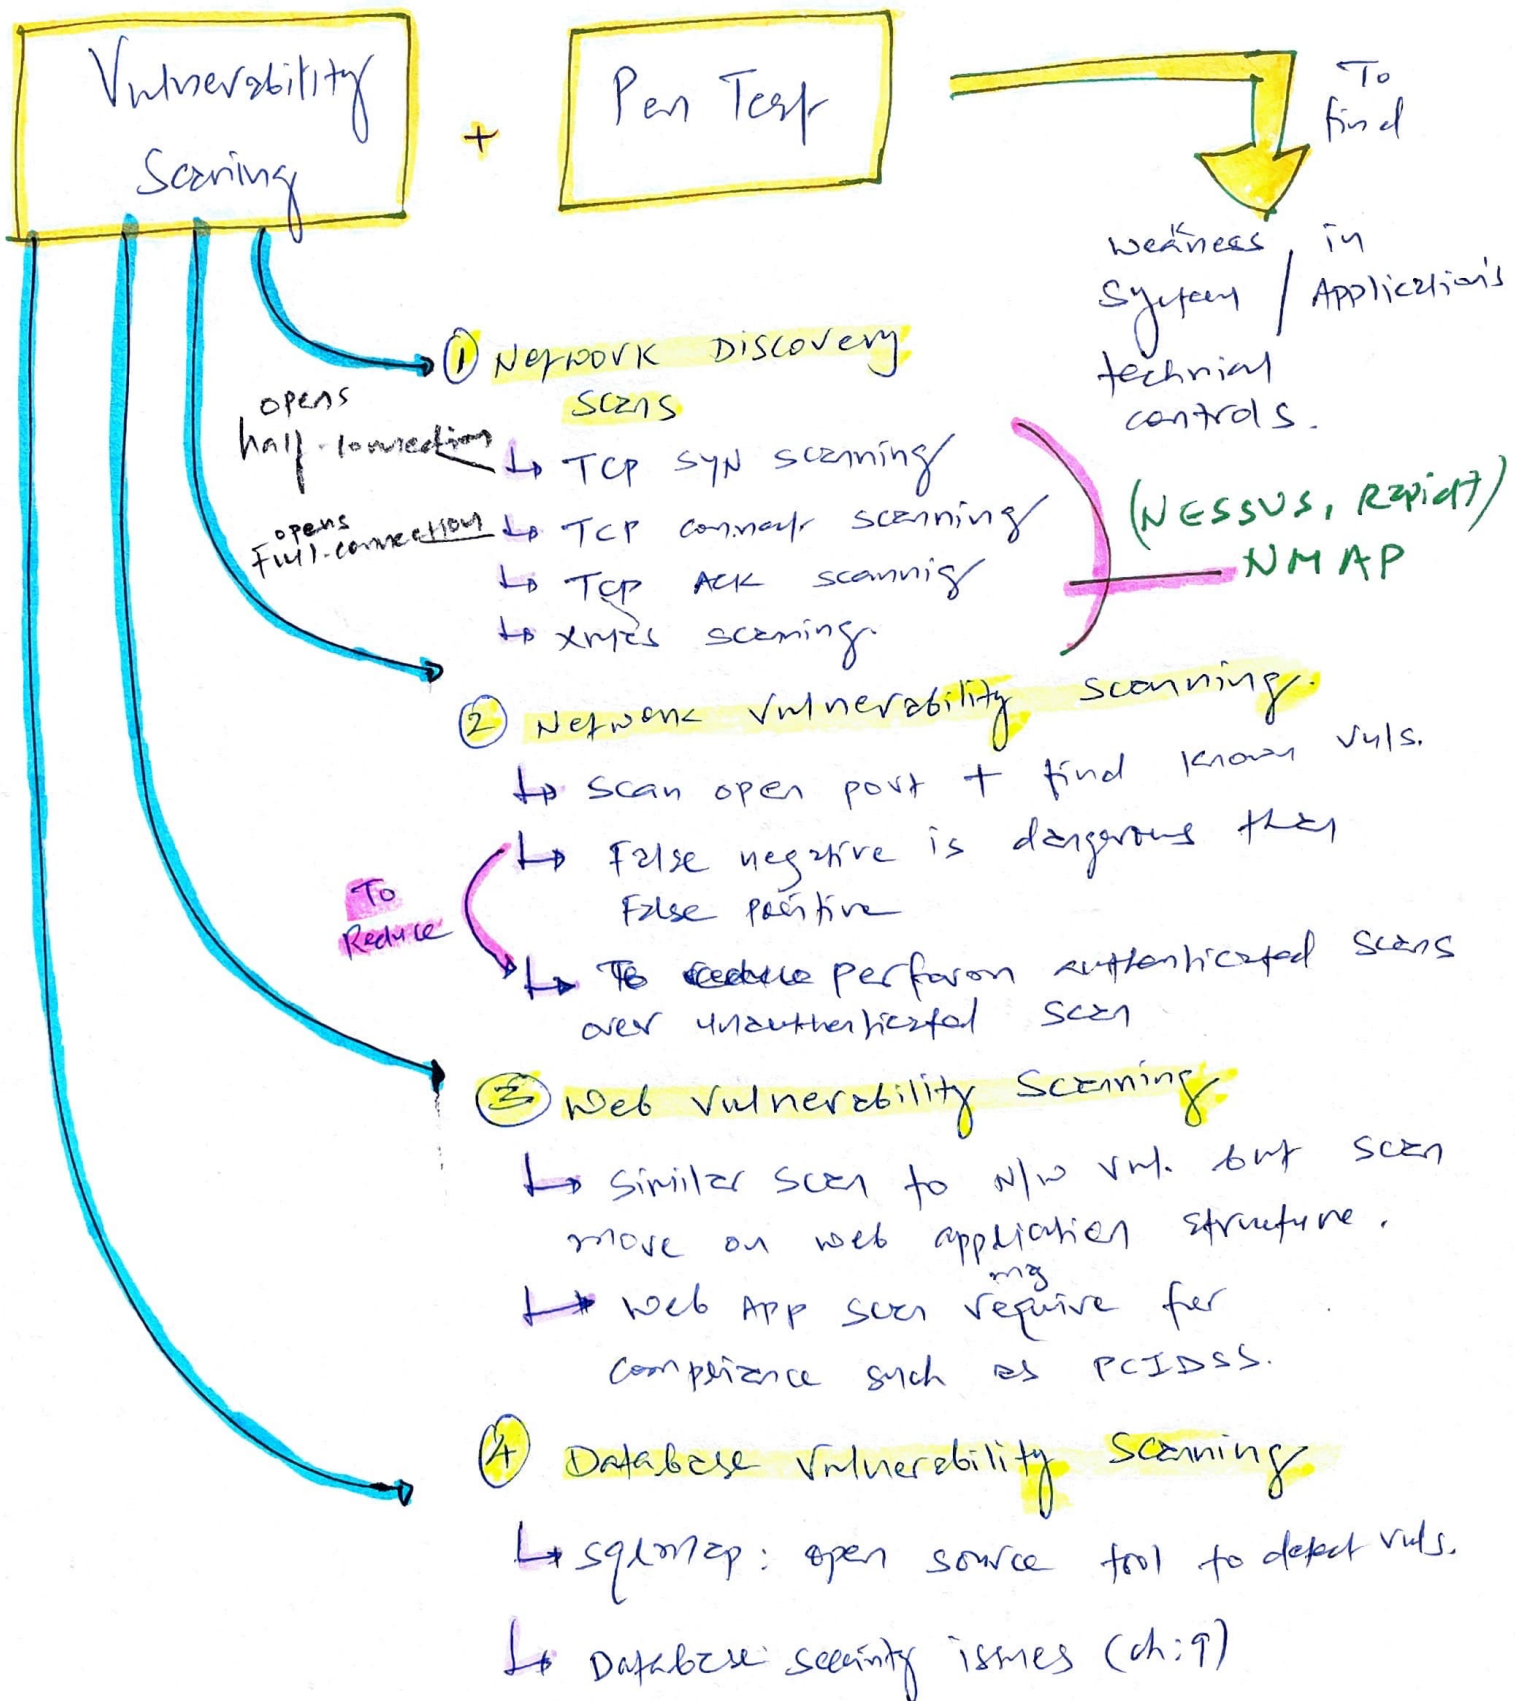 Vulnerability
Scaning
+
Pen Test
To
find
weakness / in
System / Applications
technical
controls.
① Network Discovery
Scans
opens
half-connection
↳ TCP SYN scanning
opens
Full-connection
↳ TCP connect scanning
↳ TCP ACK scannig
↳ xmas scanning.
(NESSUS, Rapid7)
NMAP
② Network Vulnerability Scanning.
↳ Scan open port + find known vuls.
↳ False negative is dangerous than
False positive
To
Reduce
↳ To reduce perform authenticated scans
over unauthenticated scan
③ Web Vulnerability Scanning
↳ Similar scan to N/W vul. but scan
more on web application structure.
↳ Web App scan require for
mg
compliance such as PCIDSS.
④ Database Vulnerability Scanning
↳ sqlmap: open source tool to detect vuls.
↳ Database security issues (ch:9)